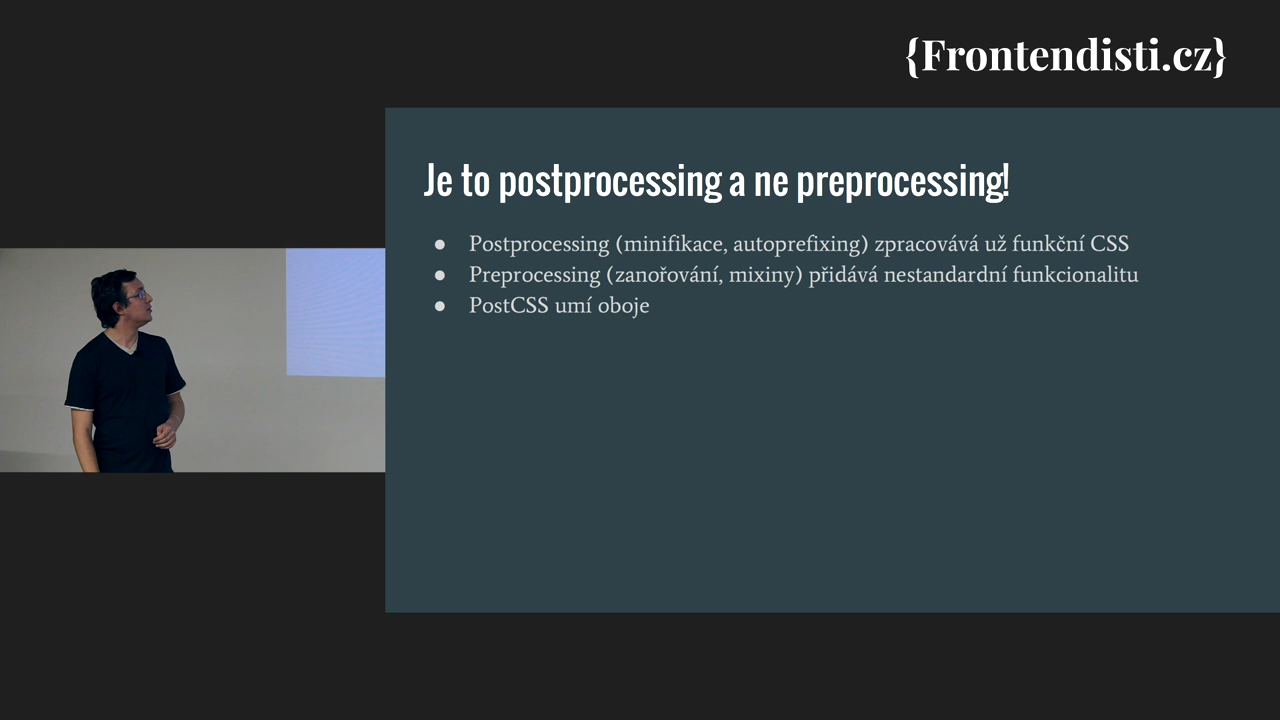 {Frontendisti.cz}
Je to postprocessing a ne preprocessing!
● Postprocessing (minifikace, autoprefixing) zpracovává už funkční CSS
● Preprocessing (zanořování, mixiny) přidává nestandardní funkcionalitu
● PostCSS umí oboje